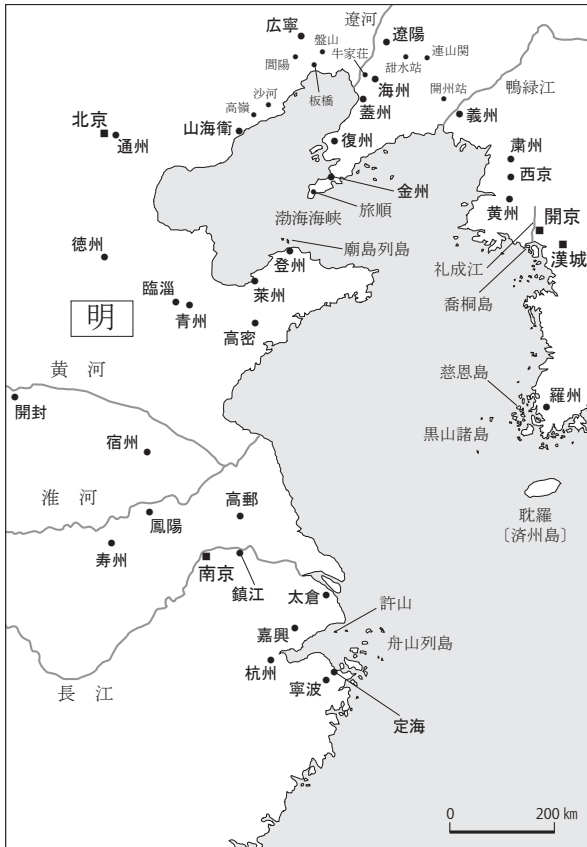 遼河
広寧
盤山
遼陽
牛家荘
連山関
閭陽
甜水站
板橋
海州
開州站
鴨緑江
沙河
蓋州
高嶺
義州
北京
通州
山海衛
復州
粛州
西京
金州
旅順
黄州
渤海海峡
開京
廟島列島
礼成江
漢城
徳州
登州
喬桐島
萊州
臨淄
青州
明
高密
黄河
慈恩島
開封
羅州
黒山諸島
宿州
淮河
高郵
鳳陽
耽羅
〔済州島〕
寿州
南京
鎮江
太倉
許山
嘉興
舟山列島
杭州
寧波
長江
定海
0 200 km